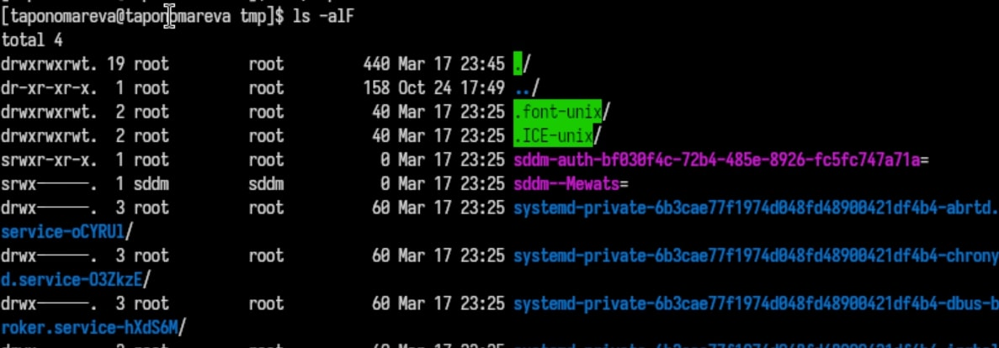 [taponomareva@taponomareva tmp]$ ls -alF
total 4
drwxrwxrwt. 19 root root 440 Mar 17 23:45 ./
dr-xr-xr-x. 1 root root 158 Oct 24 17:49 ../
drwxrwxrwt. 2 root root 40 Mar 17 23:25 .font-unix/
drwxrwxrwt. 2 root root 40 Mar 17 23:25 .ICE-unix/
srwxr-xr-x. 1 root root 0 Mar 17 23:25 sddm-auth-bf030f4c-72b4-485e-8926-fc5fc747a71a=
srwx------. 1 sddm sddm 0 Mar 17 23:25 sddm--Mewats=
drwx------. 3 root root 60 Mar 17 23:25 systemd-private-6b3cae77f1974d048fd48900421df4b4-abrtd.
service-oCYRUl/
drwx------. 3 root root 60 Mar 17 23:25 systemd-private-6b3cae77f1974d048fd48900421df4b4-chrony
d.service-O3ZkzE/
drwx------. 3 root root 60 Mar 17 23:25 systemd-private-6b3cae77f1974d048fd48900421df4b4-dbus-b
roker.service-hXdS6M/